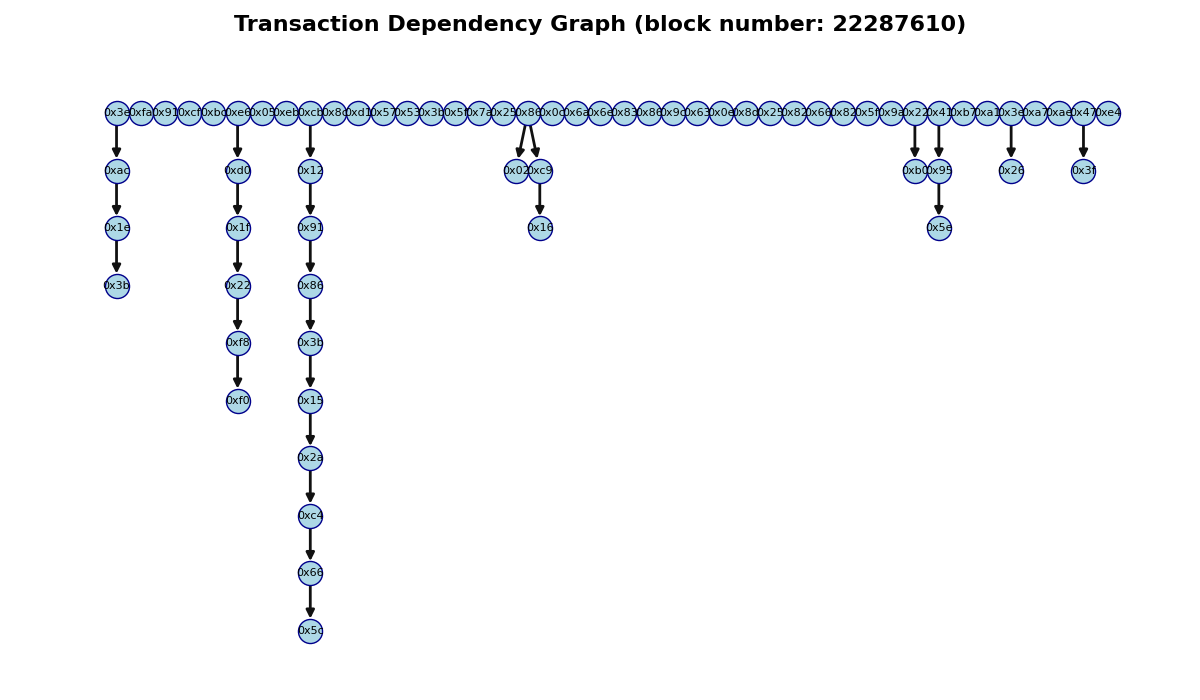 Transaction Dependency Graph (block number: 22287610)
0x3e 0xfa 0x91 0xcf 0xbc 0xe6 0x05 0xeb 0xcb 0x8c 0xd1 0x57 0x53 0x3b 0x5f 0x7a 0x25 0x86 0x0c 0x6a 0x6e 0x83 0x86 0x9c 0x63 0x0e 0x8d 0x25 0x82 0x66 0x82 0x5f 0x9a 0x22 0x41 0xb7 0xa1 0x3e 0xa7 0xae 0x47 0xe4
0xac 0xd0 0x12 0x02 0xc9 0xb0 0x95 0x26 0x3f
0x1e 0x1f 0x91 0x16 0x5e
0x3b 0x22 0x86
0xf8 0x3b
0xf0 0x15
0x2a
0xc4
0x66
0x5c